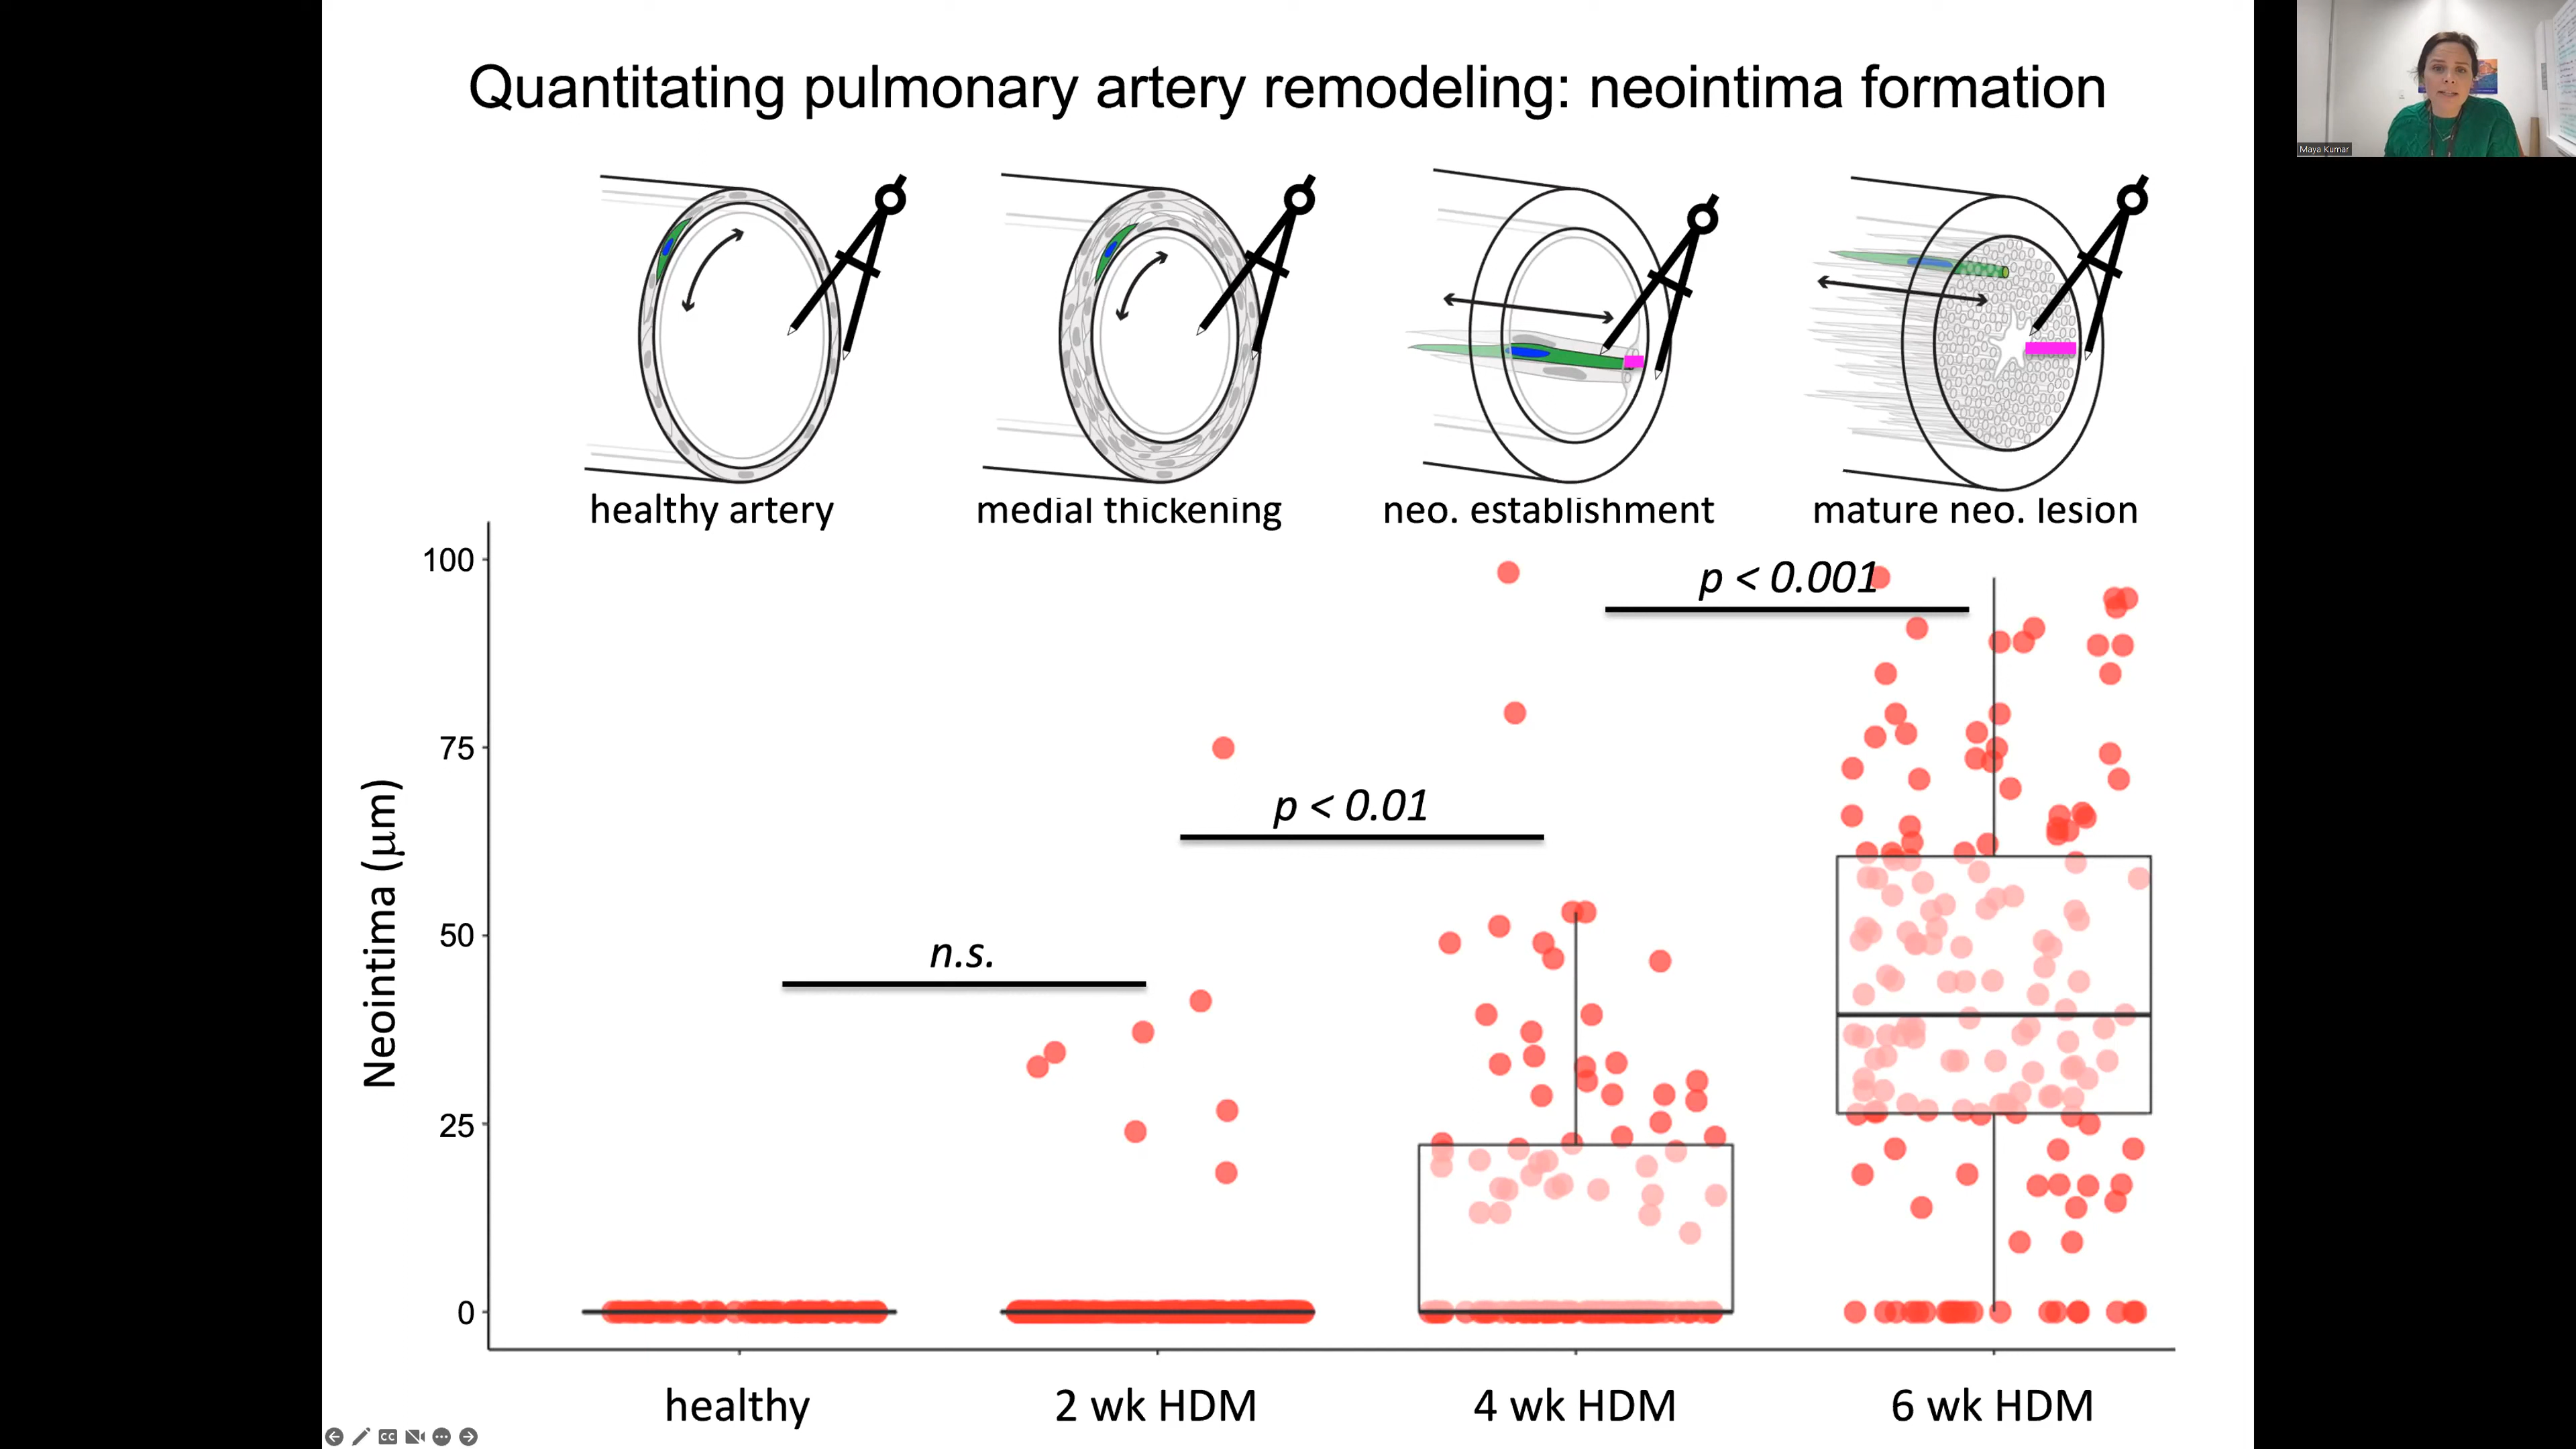 Quantitating pulmonary artery remodeling: neointima formation
Maya Kumar
healthy artery
medial thickening
neo. establishment
mature neo. lesion
Neointima (μm)
100
75
50
25
0
n.s.
p < 0.01
p < 0.001
healthy
2 wk HDM
4 wk HDM
6 wk HDM
CC